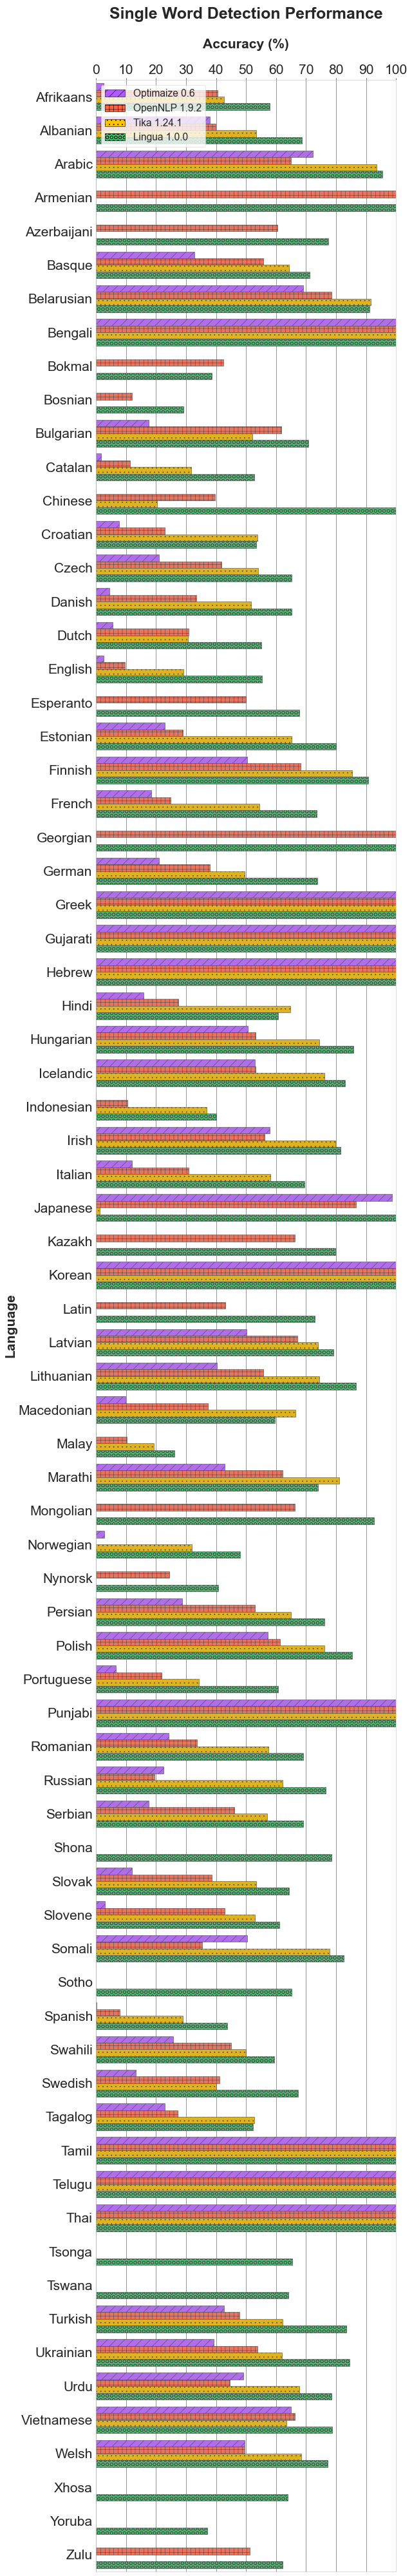 Single Word Detection Performance
Accuracy (%)
0 10 20 30 40 50 60 70 80 90 100
Optimaize 0.6
OpenNLP 1.9.2
Tika 1.24.1
Lingua 1.0.0
Language
Afrikaans
Albanian
Arabic
Armenian
Azerbaijani
Basque
Belarusian
Bengali
Bokmal
Bosnian
Bulgarian
Catalan
Chinese
Croatian
Czech
Danish
Dutch
English
Esperanto
Estonian
Finnish
French
Georgian
German
Greek
Gujarati
Hebrew
Hindi
Hungarian
Icelandic
Indonesian
Irish
Italian
Japanese
Kazakh
Korean
Latin
Latvian
Lithuanian
Macedonian
Malay
Marathi
Mongolian
Norwegian
Nynorsk
Persian
Polish
Portuguese
Punjabi
Romanian
Russian
Serbian
Shona
Slovak
Slovene
Somali
Sotho
Spanish
Swahili
Swedish
Tagalog
Tamil
Telugu
Thai
Tsonga
Tswana
Turkish
Ukrainian
Urdu
Vietnamese
Welsh
Xhosa
Yoruba
Zulu